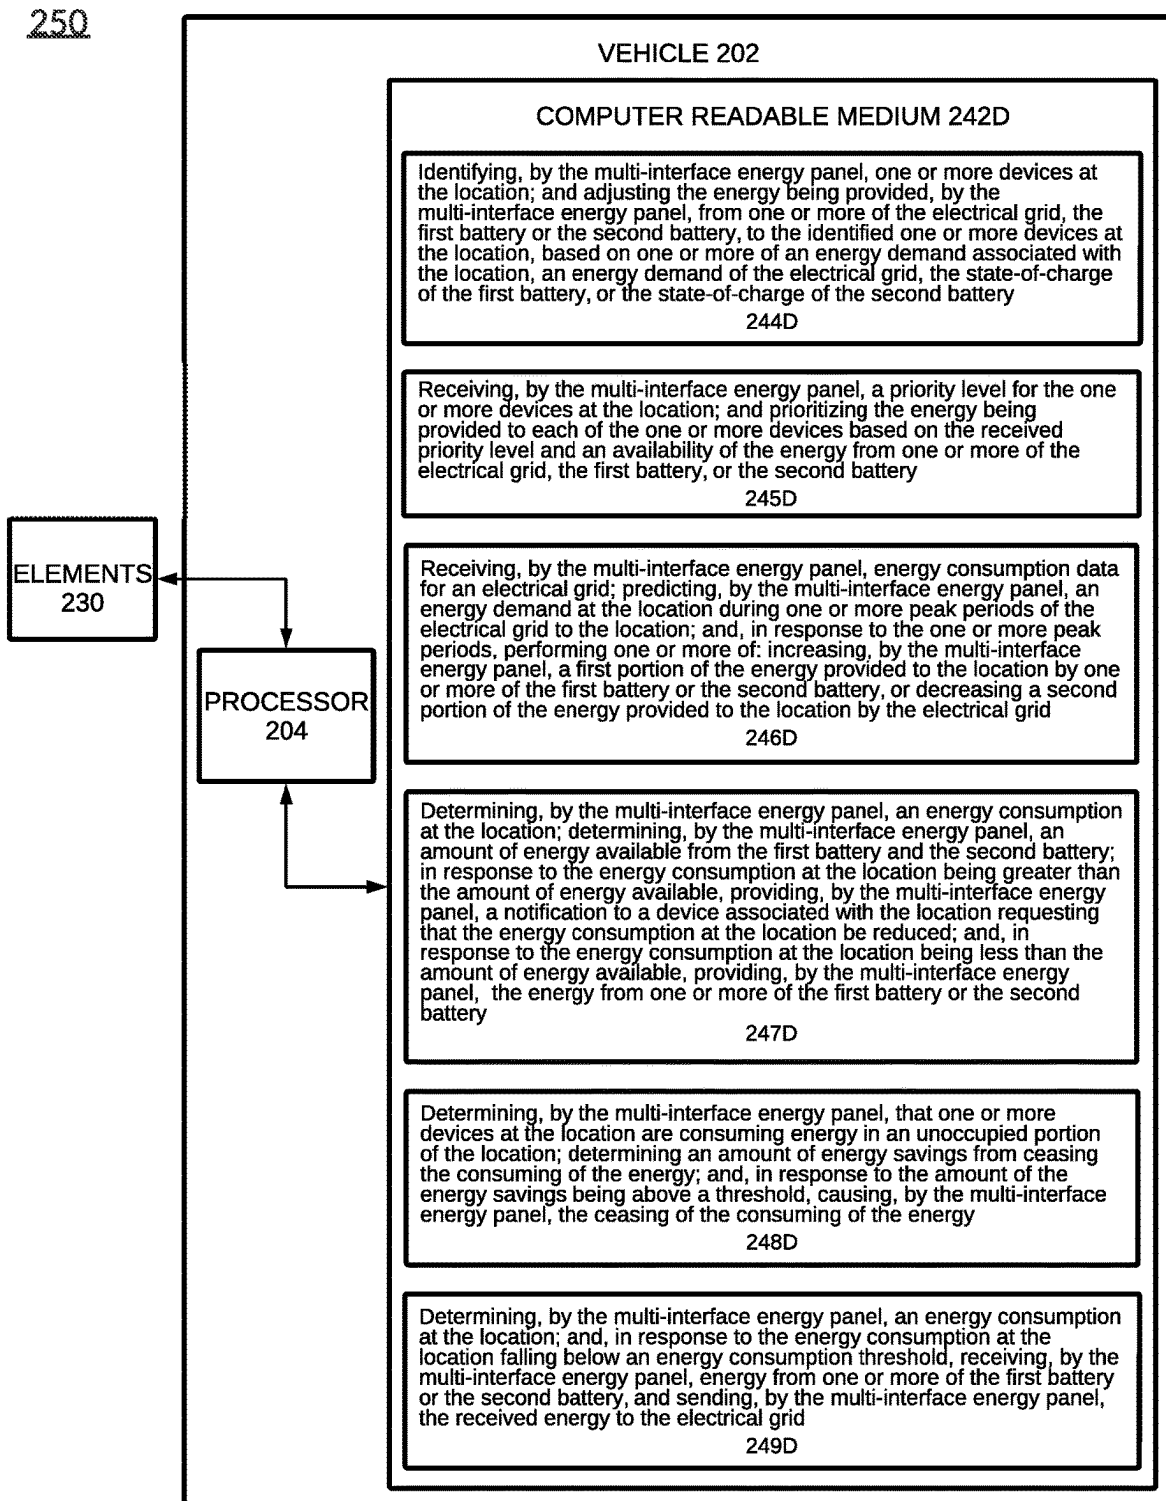 250
VEHICLE 202
COMPUTER READABLE MEDIUM 242D
Identifying, by the multi-interface energy panel, one or more devices at
the location; and adjusting the energy being provided, by the
multi-interface energy panel, from one or more of the electrical grid, the
first battery or the second battery, to the identified one or more devices at
the location, based on one or more of an energy demand associated with
the location, an energy demand of the electrical grid, the state-of-charge
of the first battery, or the state-of-charge of the second battery
244D
Receiving, by the multi-interface energy panel, a priority level for the one
or more devices at the location; and prioritizing the energy being
provided to each of the one or more devices based on the received
priority level and an availability of the energy from one or more of the
electrical grid, the first battery, or the second battery
245D
ELEMENTS
230
PROCESSOR
204
Receiving, by the multi-interface energy panel, energy consumption data
for an electrical grid; predicting, by the multi-interface energy panel, an
energy demand at the location during one or more peak periods of the
electrical grid to the location; and, in response to the one or more peak
periods, performing one or more of: increasing, by the multi-interface
energy panel, a first portion of the energy provided to the location by one
or more of the first battery or the second battery, or decreasing a second
portion of the energy provided to the location by the electrical grid
246D
Determining, by the multi-interface energy panel, an energy consumption
at the location; determining, by the multi-interface energy panel, an
amount of energy available from the first battery and the second battery;
in response to the energy consumption at the location being greater than
the amount of energy available, providing, by the multi-interface energy
panel, a notification to a device associated with the location requesting
that the energy consumption at the location be reduced; and, in
response to the energy consumption at the location being less than the
amount of energy available, providing, by the multi-interface energy
panel, the energy from one or more of the first battery or the second
battery
247D
Determining, by the multi-interface energy panel, that one or more
devices at the location are consuming energy in an unoccupied portion
of the location; determining an amount of energy savings from ceasing
the consuming of the energy; and, in response to the amount of the
energy savings being above a threshold, causing, by the multi-interface
energy panel, the ceasing of the consuming of the energy
248D
Determining, by the multi-interface energy panel, an energy consumption
at the location; and, in response to the energy consumption at the
location falling below an energy consumption threshold, receiving, by the
multi-interface energy panel, energy from one or more of the first battery
or the second battery, and sending, by the multi-interface energy panel,
the received energy to the electrical grid
249D